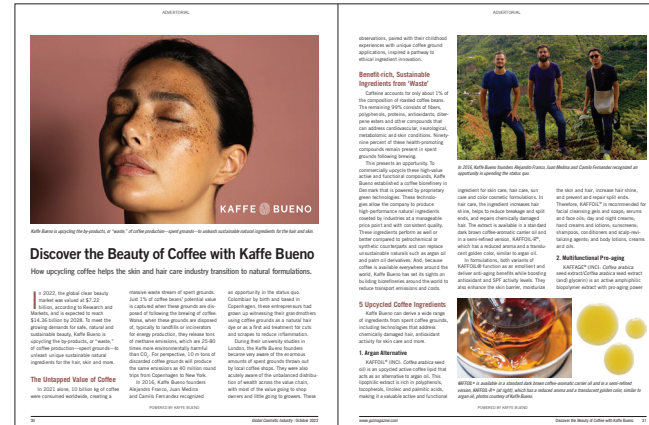 ADVERTORIAL
KAFFE BUENO
Kaffe Bueno is upcycling the by-products, or "waste," of coffee production—spent grounds—to unleash sustainable natural ingredients for the hair and skin.
Discover the Beauty of Coffee with Kaffe Bueno
How upcycling coffee helps the skin and hair care industry transition to natural formulations.
In 2022, the global clean beauty
market was valued at $7.22
billion, according to Research and
Markets, and is expected to reach
$14.36 billion by 2028. To meet the
growing demands for safe, natural and
sustainable beauty, Kaffe Bueno is
upcycling the by-products, or "waste,"
of coffee production—spent grounds—to
unleash unique sustainable natural
ingredients for the hair, skin and more.
The Untapped Value of Coffee
In 2021 alone, 10 billion kg of coffee
were consumed worldwide, creating a
massive waste stream of spent grounds.
Just 1% of coffee beans' potential value
is captured when these grounds are dis-
posed of following the brewing of coffee.
Worse, when these grounds are disposed
of, typically to landfills or incinerators
for energy production, they release tons
of methane emissions, which are 25-80
times more environmentally harmful
than CO₂. For perspective, 10 m tons of
discarded coffee grounds will produce
the same emissions as 40 million round
trips from Copenhagen to New York.
In 2016, Kaffe Bueno founders
Alejandro Franco, Juan Medina
and Camilo Fernandez recognized
an opportunity in the status quo.
Colombian by birth and based in
Copenhagen, these entrepreneurs had
grown up witnessing their grandmothers
using coffee grounds as a natural hair
dye or as a first aid treatment for cuts
and scrapes to reduce inflammation.
During their university studies in
London, the Kaffe Bueno founders
became very aware of the enormous
amounts of spent grounds thrown out
by local coffee shops. They were also
acutely aware of the unbalanced distribu-
tion of wealth across the value chain,
with most of the value going to shop
owners and little going to growers. These
POWERED BY KAFFE BUENO
30
Global Cosmetic Industry · October 2023
ADVERTORIAL
observations, paired with their childhood
experiences with unique coffee ground
applications, inspired a pathway to
ethical ingredient innovation.
Benefit-rich, Sustainable
Ingredients from 'Waste'
Caffeine accounts for only about 1% of
the composition of roasted coffee beans.
The remaining 99% consists of fibers,
polyphenols, proteins, antioxidants, diter-
pene esters and other compounds that
can address cardiovascular, neurological,
metabolomic and skin conditions. Ninety-
nine percent of these health-promoting
compounds remain present in spent
grounds following brewing.
This presents an opportunity. To
commercially upcycle these high-value
active and functional compounds, Kaffe
Bueno established a coffee biorefinery in
Denmark that is powered by proprietary
green technologies. These technolo-
gies allow the company to produce
high-performance natural ingredients
coveted by industries at a manageable
price point and with consistent quality.
These ingredients perform as well or
better compared to petrochemical or
synthetic counterparts and can replace
unsustainable naturals such as argan oil
and palm oil derivatives. And, because
coffee is available everywhere around the
world, Kaffe Bueno has set its sights on
building biorefineries around the world to
reduce transport emissions and costs.
5 Upcycled Coffee Ingredients
Kaffe Bueno can derive a wide range
of ingredients from spent coffee grounds,
including technologies that address
chemically damaged hair, antioxidant
activity for skin care and more.
1. Argan Alternative
KAFFOIL® (INCI: Coffea arabica seed
oil) is an upcycled active coffee lipid that
acts as an alternative to argan oil. This
lipophilic extract is rich in polyphenols,
tocopherols, linoleic and palmitic acids,
making it a valuable active and functional
In 2016, Kaffe Bueno founders Alejandro Franco, Juan Medina and Camilo Fernandez recognized an
opportunity in upending the status quo.
ingredient for skin care, hair care, sun
care and color cosmetic formulations. In
hair care, the ingredient increases hair
shine, helps to reduce breakage and split
ends, and repairs chemically damaged
hair. The extract is available in a standard
dark brown coffee-aromatic carrier oil and
in a semi-refined version, KAFFOIL-R®,
which has a reduced aroma and a translu-
cent golden color, similar to argan oil.
In formulations, both variants of
KAFFOIL® function as an emollient and
deliver anti-ageing benefits while boosting
antioxidant and SPF activity levels. They
also enhance the skin barrier, moisturize
the skin and hair, increase hair shine,
and prevent and repair split ends.
Therefore, KAFFOIL® is recommended for
facial cleansing gels and soaps; serums
and face oils, day and night creams;
hand creams and lotions; sunscreens;
shampoo, conditioners and scalp-revi-
talizing agents; and body lotions, creams
and oils.
2. Multifunctional Pro-aging
KAFFAGE® (INCI: Coffea arabica
seed extract/Coffea arabica seed extract
(and) glycerin) is an active amphiphilic
biopolymer extract with pro-aging power
KAFFOIL® is available in a standard dark brown coffee-aromatic carrier oil and in a semi-refined
version, KAFFOIL-R® (at right), which has a reduced aroma and a translucent golden color, similar to
argan oil; photos courtesy of Kaffe Bueno.
POWERED BY KAFFE BUENO
www.gcimagazine.com
Discover the Beauty of Coffee with Kaffe Bueno 31